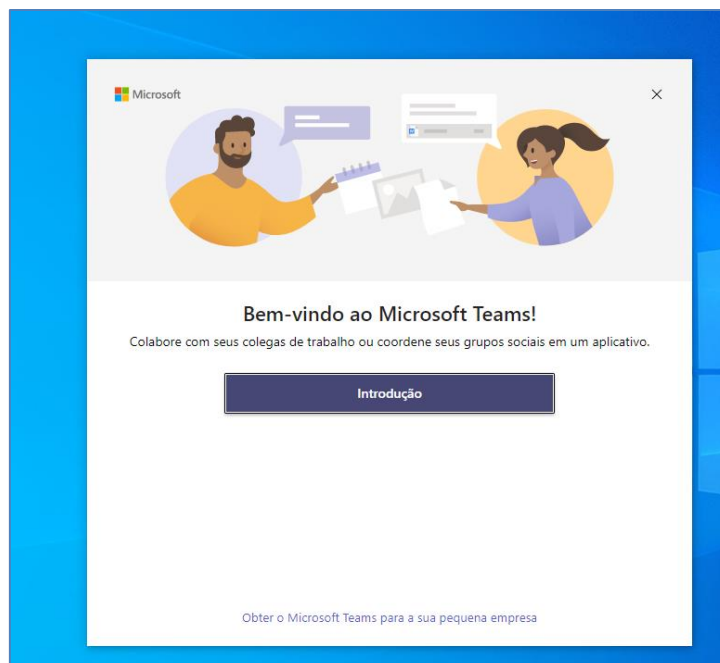 Microsoft
Bem-vindo ao Microsoft Teams!
Colabore com seus colegas de trabalho ou coordene seus grupos sociais em um aplicativo.
Introdução
Obter o Microsoft Teams para a sua pequena empresa